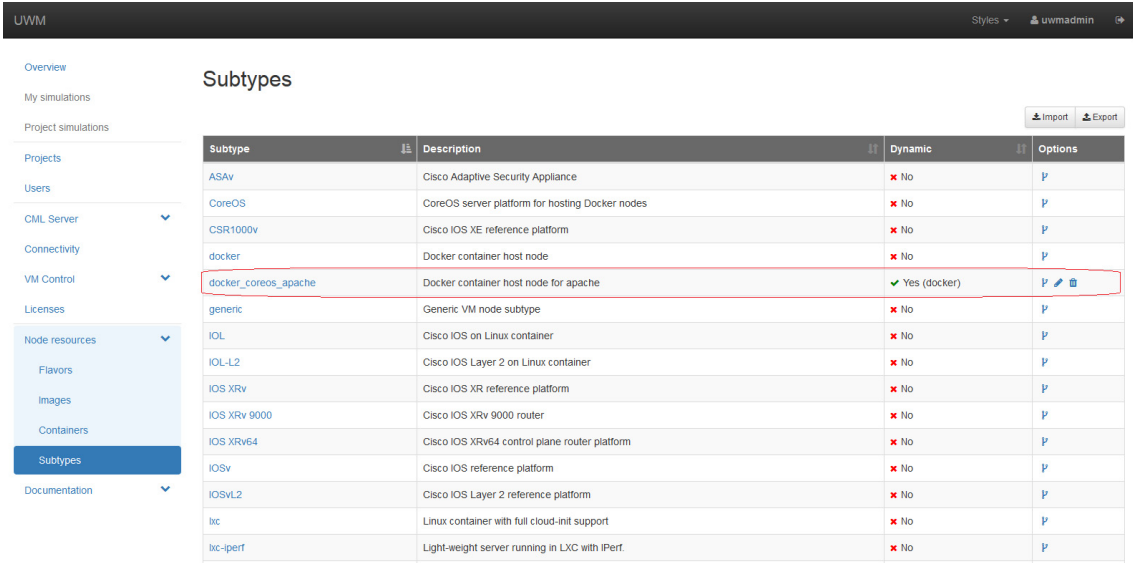 UWM Styles uwmadmin
Overview
My simulations
Project simulations
Projects
Users
CML Server
Connectivity
VM Control
Licenses
Node resources
Flavors
Images
Containers
Subtypes
Documentation
Subtypes
Import Export
Subtype Description Dynamic Options
ASAv Cisco Adaptive Security Appliance No
CoreOS CoreOS server platform for hosting Docker nodes No
CSR1000v Cisco IOS XE reference platform No
docker Docker container host node No
docker_coreos_apache Docker container host node for apache Yes (docker)
generic Generic VM node subtype No
IOL Cisco IOS on Linux container No
IOL-L2 Cisco IOS Layer 2 on Linux container No
IOS XRv Cisco IOS XR reference platform No
IOS XRv 9000 Cisco IOS XRv 9000 router No
IOS XRv64 Cisco IOS XRv64 control plane router platform No
IOSv Cisco IOS reference platform No
IOSvL2 Cisco IOS Layer 2 reference platform No
lxc Linux container with full cloud-init support No
lxc-iperf Light-weight server running in LXC with IPerf. No